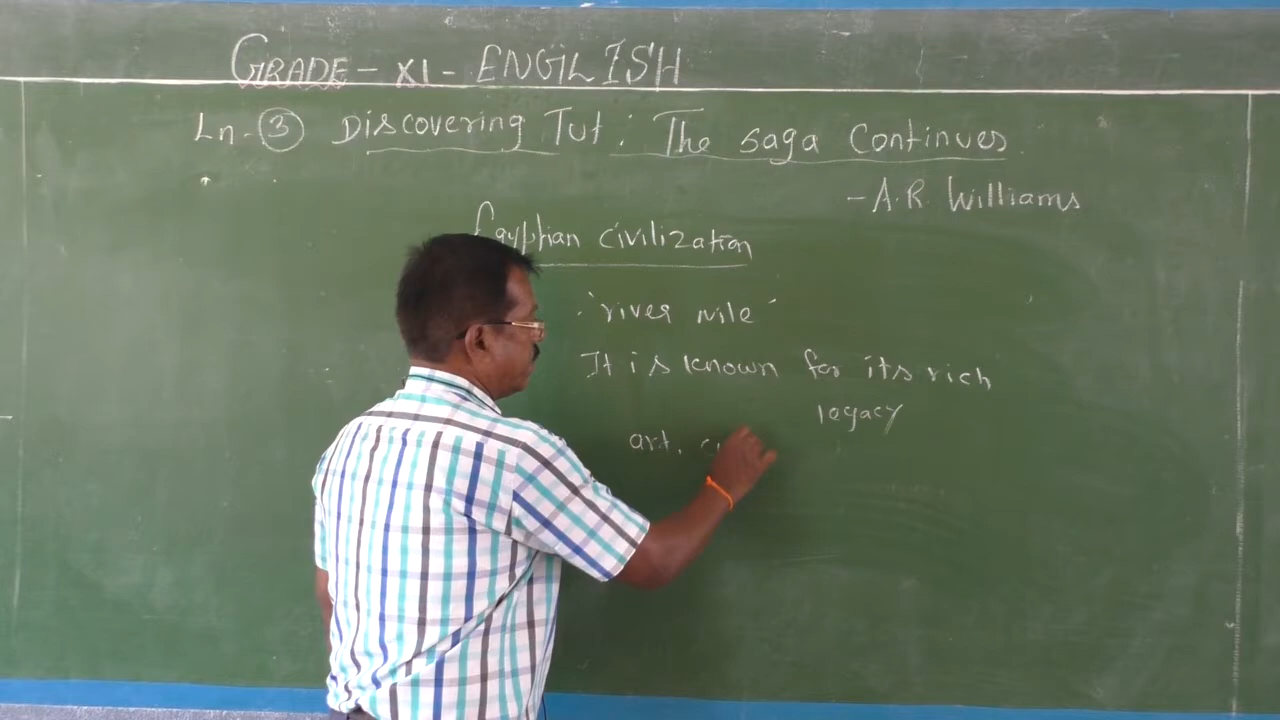 GRADE - XI - ENGLISH
Ln - 3 Discovering Tut : The saga Continues
- A.R. Williams
Egyptian civilization
'river nile'
It is known for its rich
legacy
art,